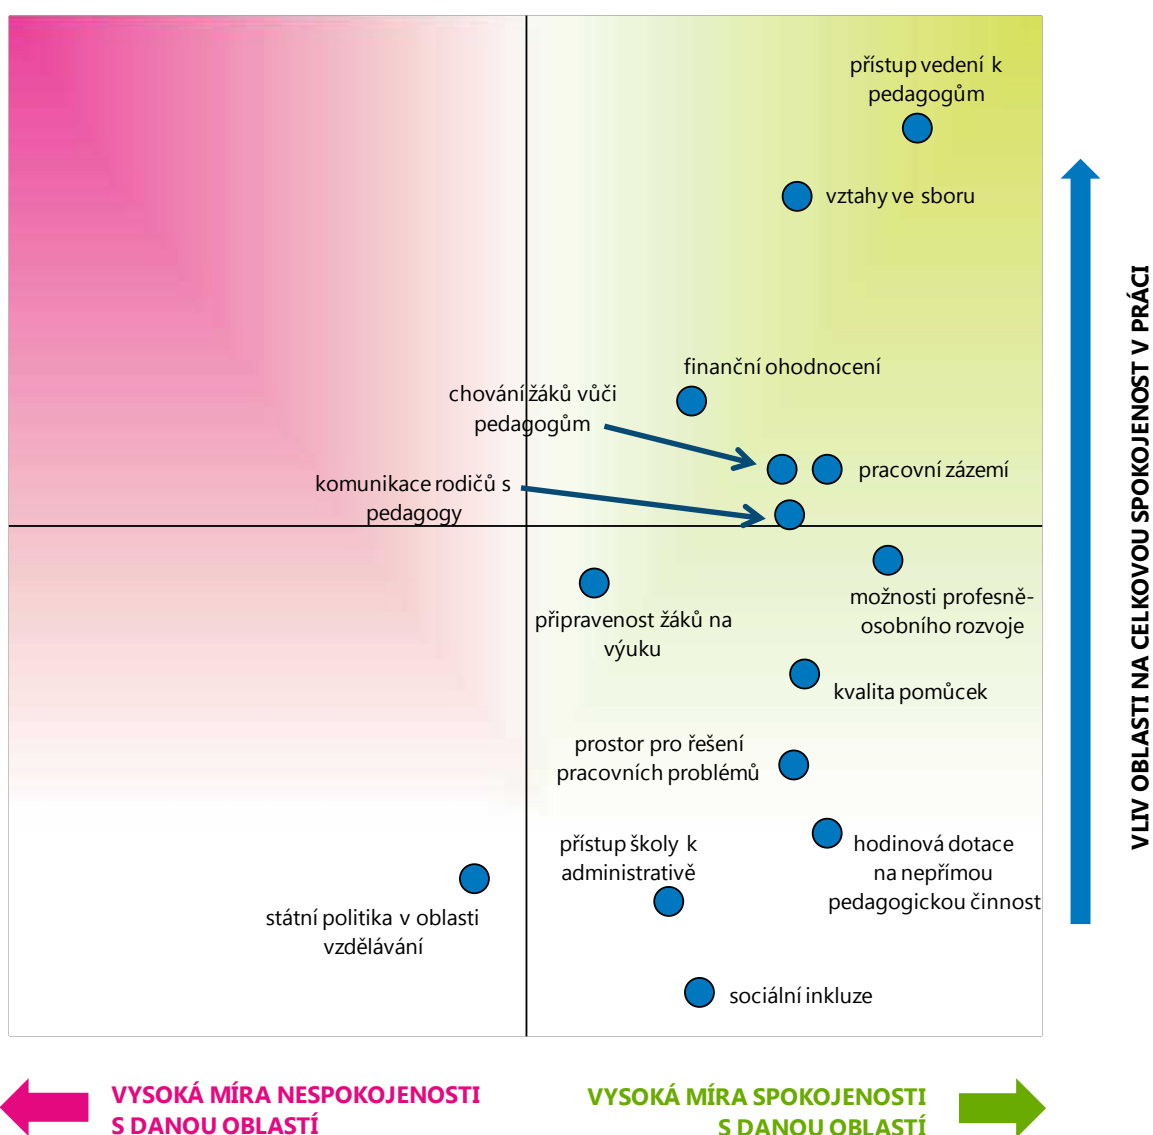 přístup vedení k
pedagogům
vztahy ve sboru
finanční ohodnocení
chování žáků vůči
pedagogům
pracovní zázemí
komunikace rodičů s
pedagogy
možnosti profesně-
osobního rozvoje
připravenost žáků na
výuku
kvalita pomůcek
prostor pro řešení
pracovních problémů
přístup školy k
administrativě
hodinová dotace
na nepřímou
pedagogickou činnost
státní politika v oblasti
vzdělávání
sociální inkluze
VLIV OBLASTI NA CELKOVOU SPOKOJENOST V PRÁCI
VYSOKÁ MÍRA NESPOKOJENOSTI
S DANOU OBLASTÍ
VYSOKÁ MÍRA SPOKOJENOSTI
S DANOU OBLASTÍ